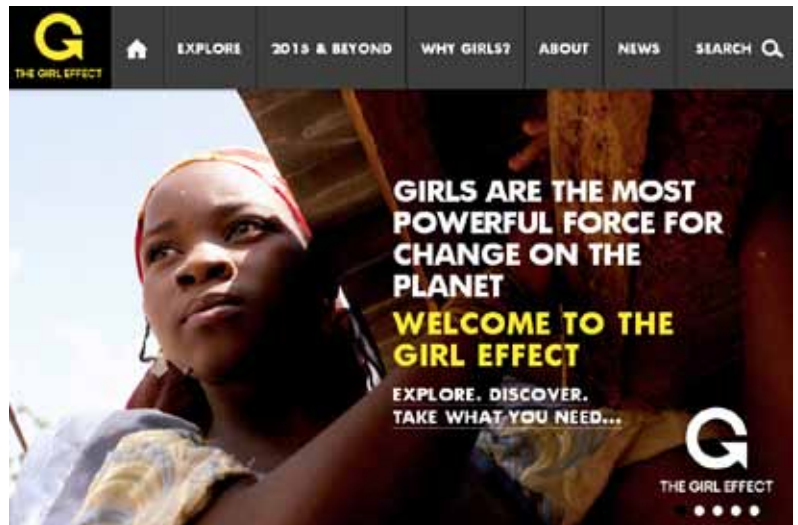 THE GIRL EFFECT
EXPLORE
2015 & BEYOND
WHY GIRLS?
ABOUT
NEWS
SEARCH
GIRLS ARE THE MOST
POWERFUL FORCE FOR
CHANGE ON THE
PLANET
WELCOME TO THE
GIRL EFFECT
EXPLORE. DISCOVER.
TAKE WHAT YOU NEED...
THE GIRL EFFECT